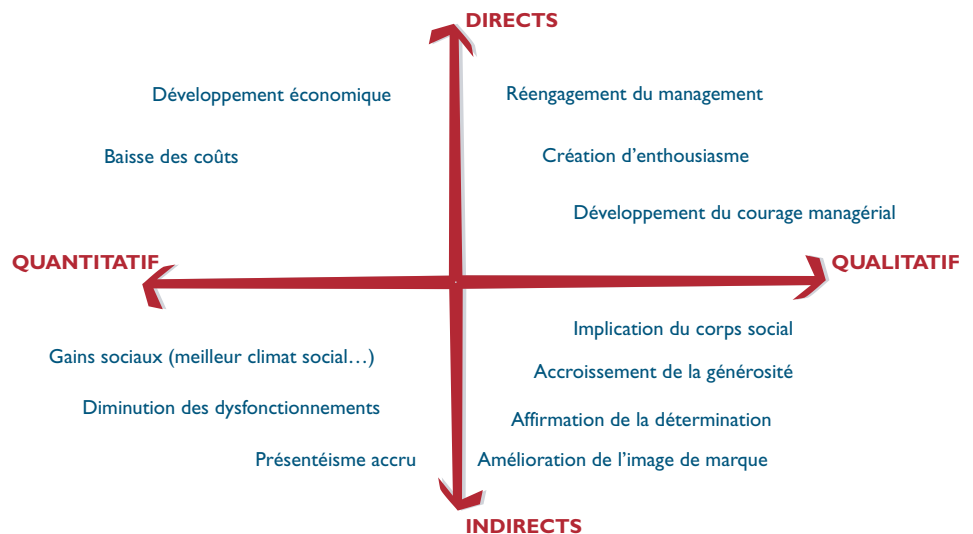 DIRECTS
Développement économique
Réengagement du management
Baisse des coûts
Création d’enthousiasme
Développement du courage managérial
QUANTITATIF
QUALITATIF
Implication du corps social
Gains sociaux (meilleur climat social…)
Accroissement de la générosité
Diminution des dysfonctionnements
Affirmation de la détermination
Présentéisme accru
Amélioration de l’image de marque
INDIRECTS